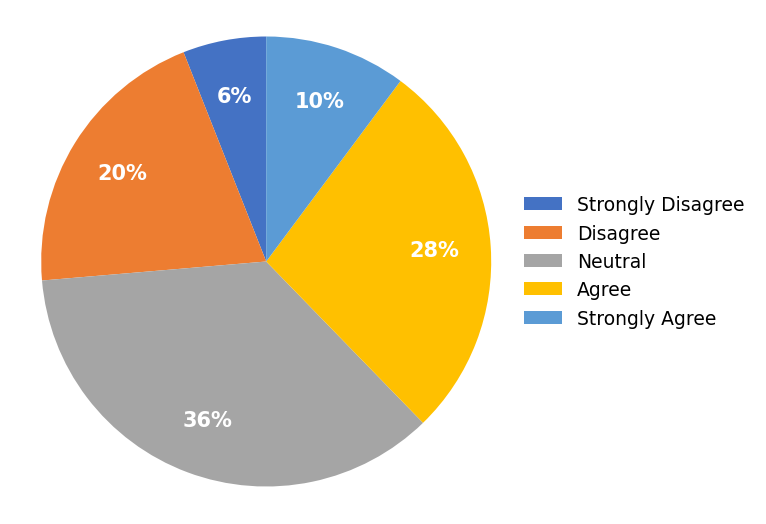 6%
10%
20%
28%
36%
Strongly Disagree
Disagree
Neutral
Agree
Strongly Agree